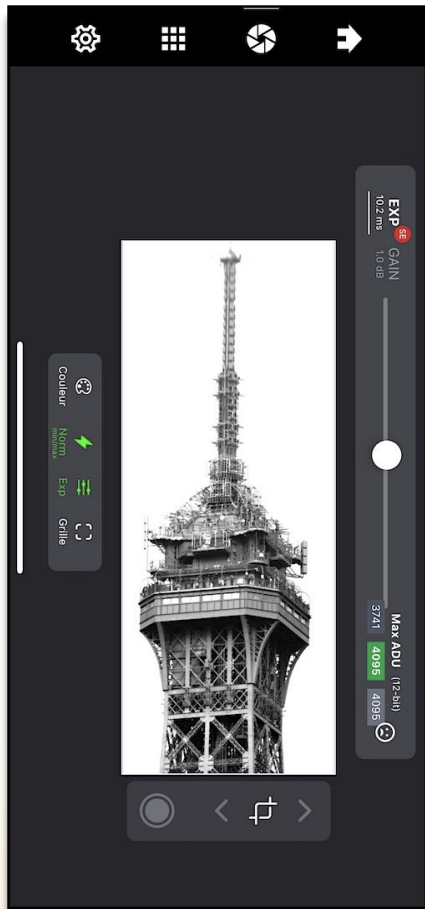 EXP
SE
10.2 ms
GAIN
1.0 dB
Max ADU (12-bit)
3741 4095 4095
Couleur
Norm
min/max
Exp
Grille